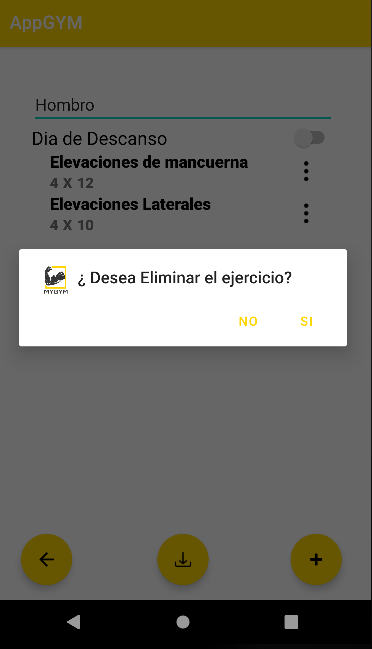 AppGYM
Hombro
Dia de Descanso
Elevaciones de mancuerna
4 X 12
Elevaciones Laterales
4 X 10
¿ Desea Eliminar el ejercicio?
MYGYM
NO SI